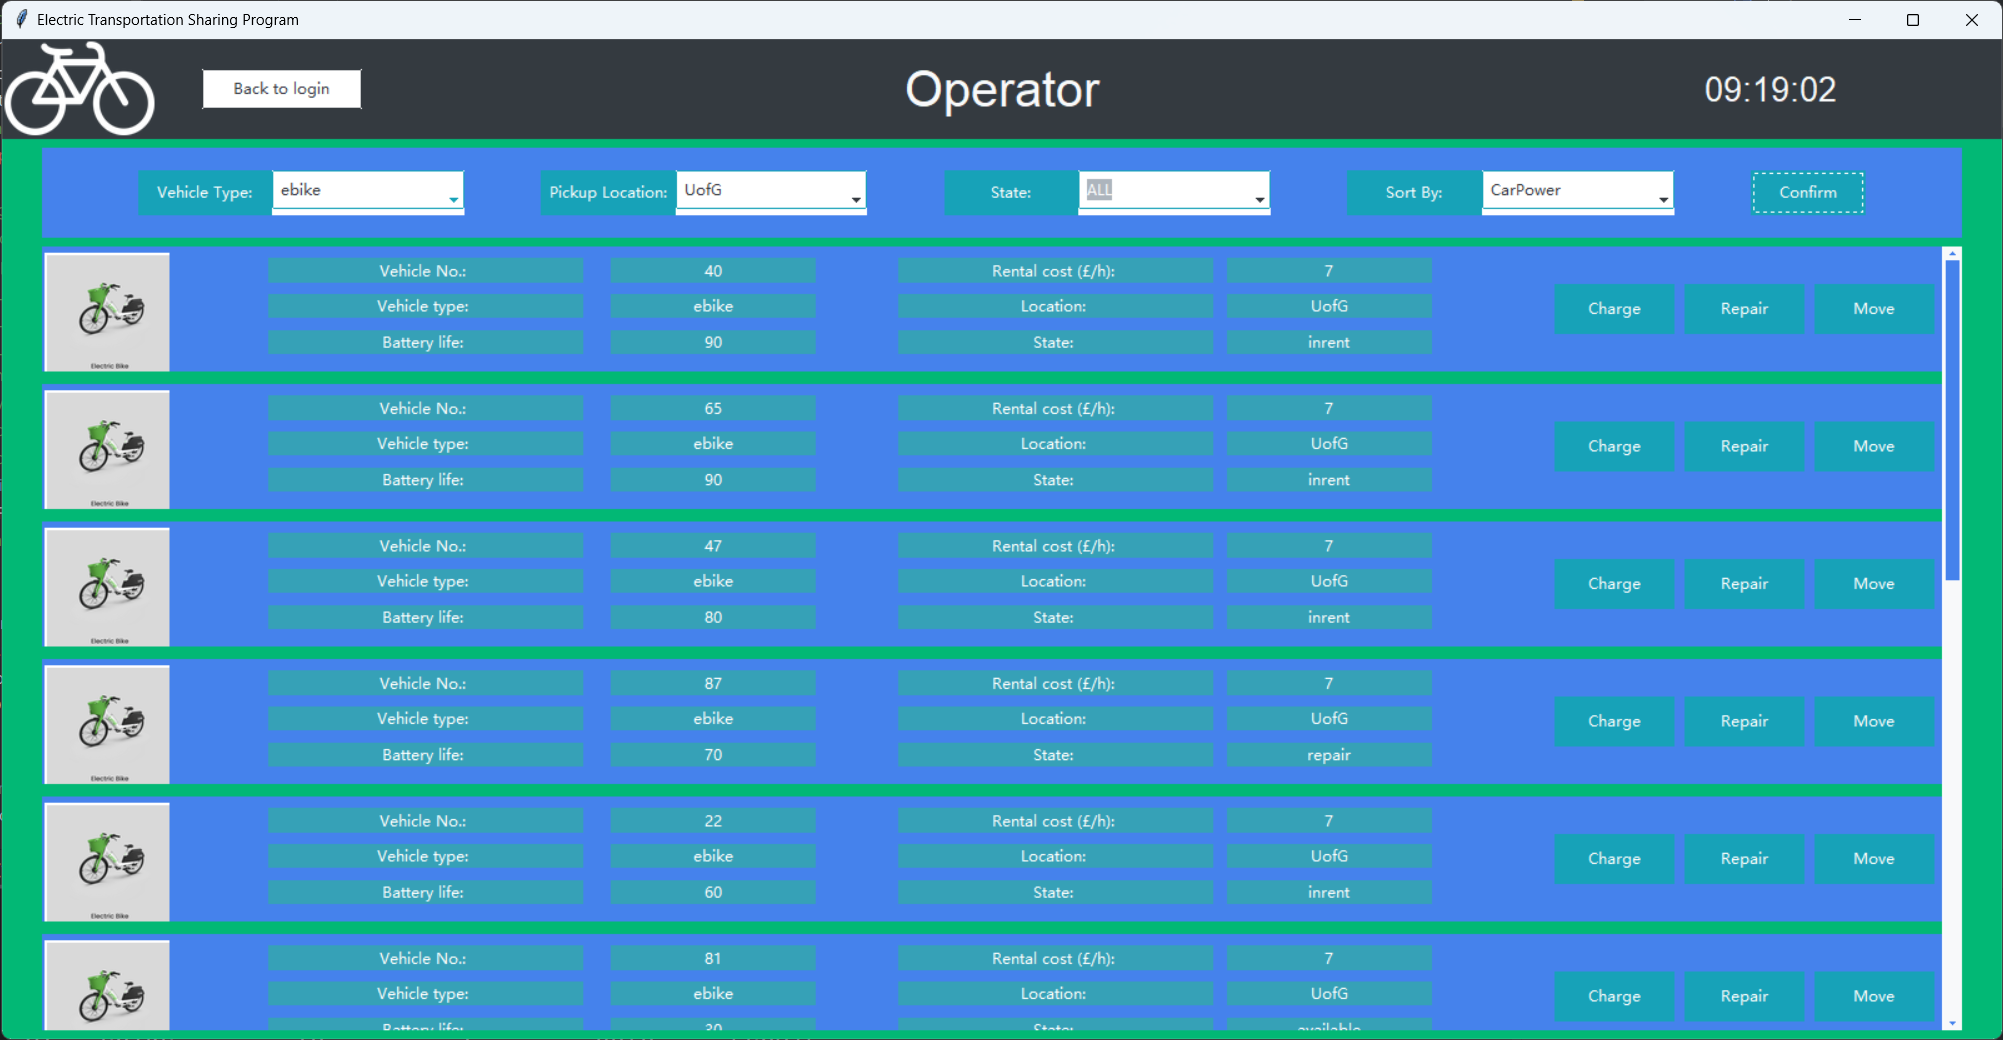 Electric Transportation Sharing Program
Back to login Operator 09:19:02
Vehicle Type: ebike Pickup Location: UofG State: ALL Sort By: CarPower Confirm
Vehicle No.: 40 Rental cost (£/h): 7
Vehicle type: ebike Location: UofG Charge Repair Move
Battery life: 90 State: inrent
Electric Bike
Vehicle No.: 65 Rental cost (£/h): 7
Vehicle type: ebike Location: UofG Charge Repair Move
Battery life: 90 State: inrent
Electric Bike
Vehicle No.: 47 Rental cost (£/h): 7
Vehicle type: ebike Location: UofG Charge Repair Move
Battery life: 80 State: inrent
Electric Bike
Vehicle No.: 87 Rental cost (£/h): 7
Vehicle type: ebike Location: UofG Charge Repair Move
Battery life: 70 State: repair
Electric Bike
Vehicle No.: 22 Rental cost (£/h): 7
Vehicle type: ebike Location: UofG Charge Repair Move
Battery life: 60 State: inrent
Electric Bike
Vehicle No.: 81 Rental cost (£/h): 7
Vehicle type: ebike Location: UofG Charge Repair Move
Battery life: State: available